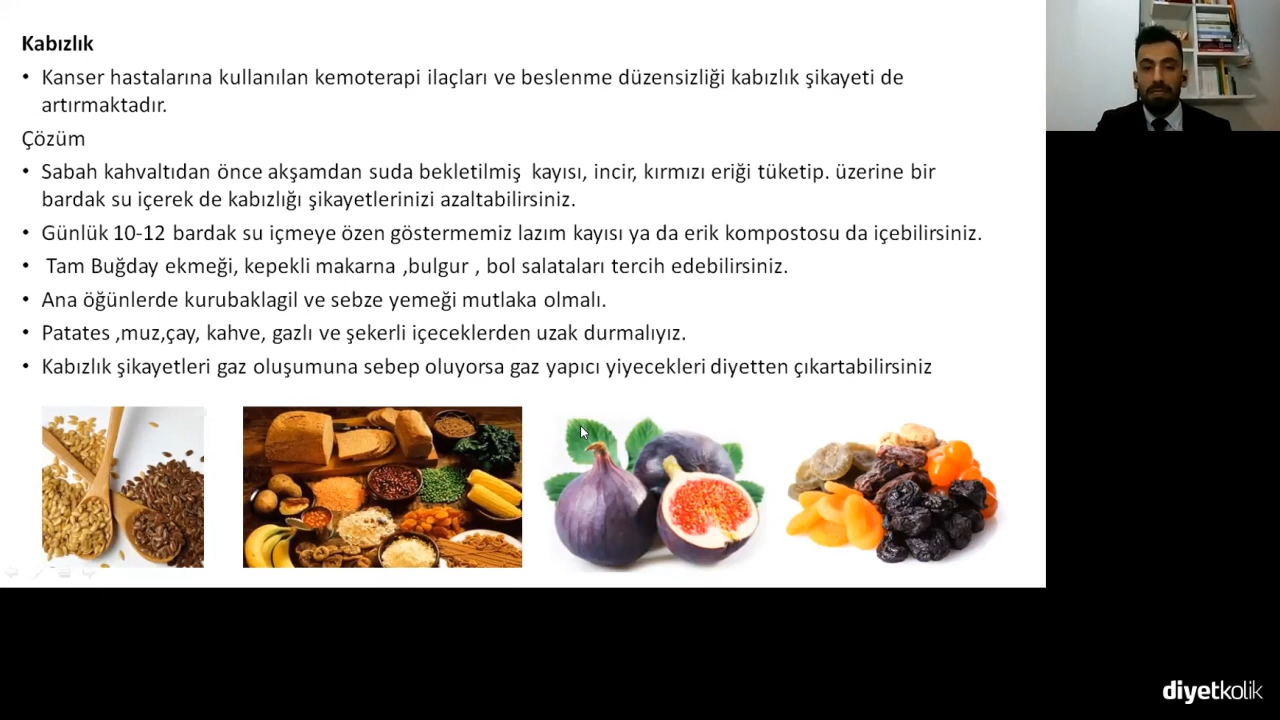 Kabızlık
• Kanser hastalarına kullanılan kemoterapi ilaçları ve beslenme düzensizliği kabızlık şikayeti de
artırmaktadır.
Çözüm
• Sabah kahvaltıdan önce akşamdan suda bekletilmiş kayısı, incir, kırmızı eriği tüketip. üzerine bir
bardak su içerek de kabızlığı şikayetlerinizi azaltabilirsiniz.
• Günlük 10-12 bardak su içmeye özen göstermemiz lazım kayısı ya da erik kompostosu da içebilirsiniz.
• Tam Buğday ekmeği, kepekli makarna ,bulgur , bol salataları tercih edebilirsiniz.
• Ana öğünlerde kurubaklagil ve sebze yemeği mutlaka olmalı.
• Patates ,muz,çay, kahve, gazlı ve şekerli içeceklerden uzak durmalıyız.
• Kabızlık şikayetleri gaz oluşumuna sebep oluyorsa gaz yapıcı yiyecekleri diyetten çıkartabilirsiniz
diyetkolik